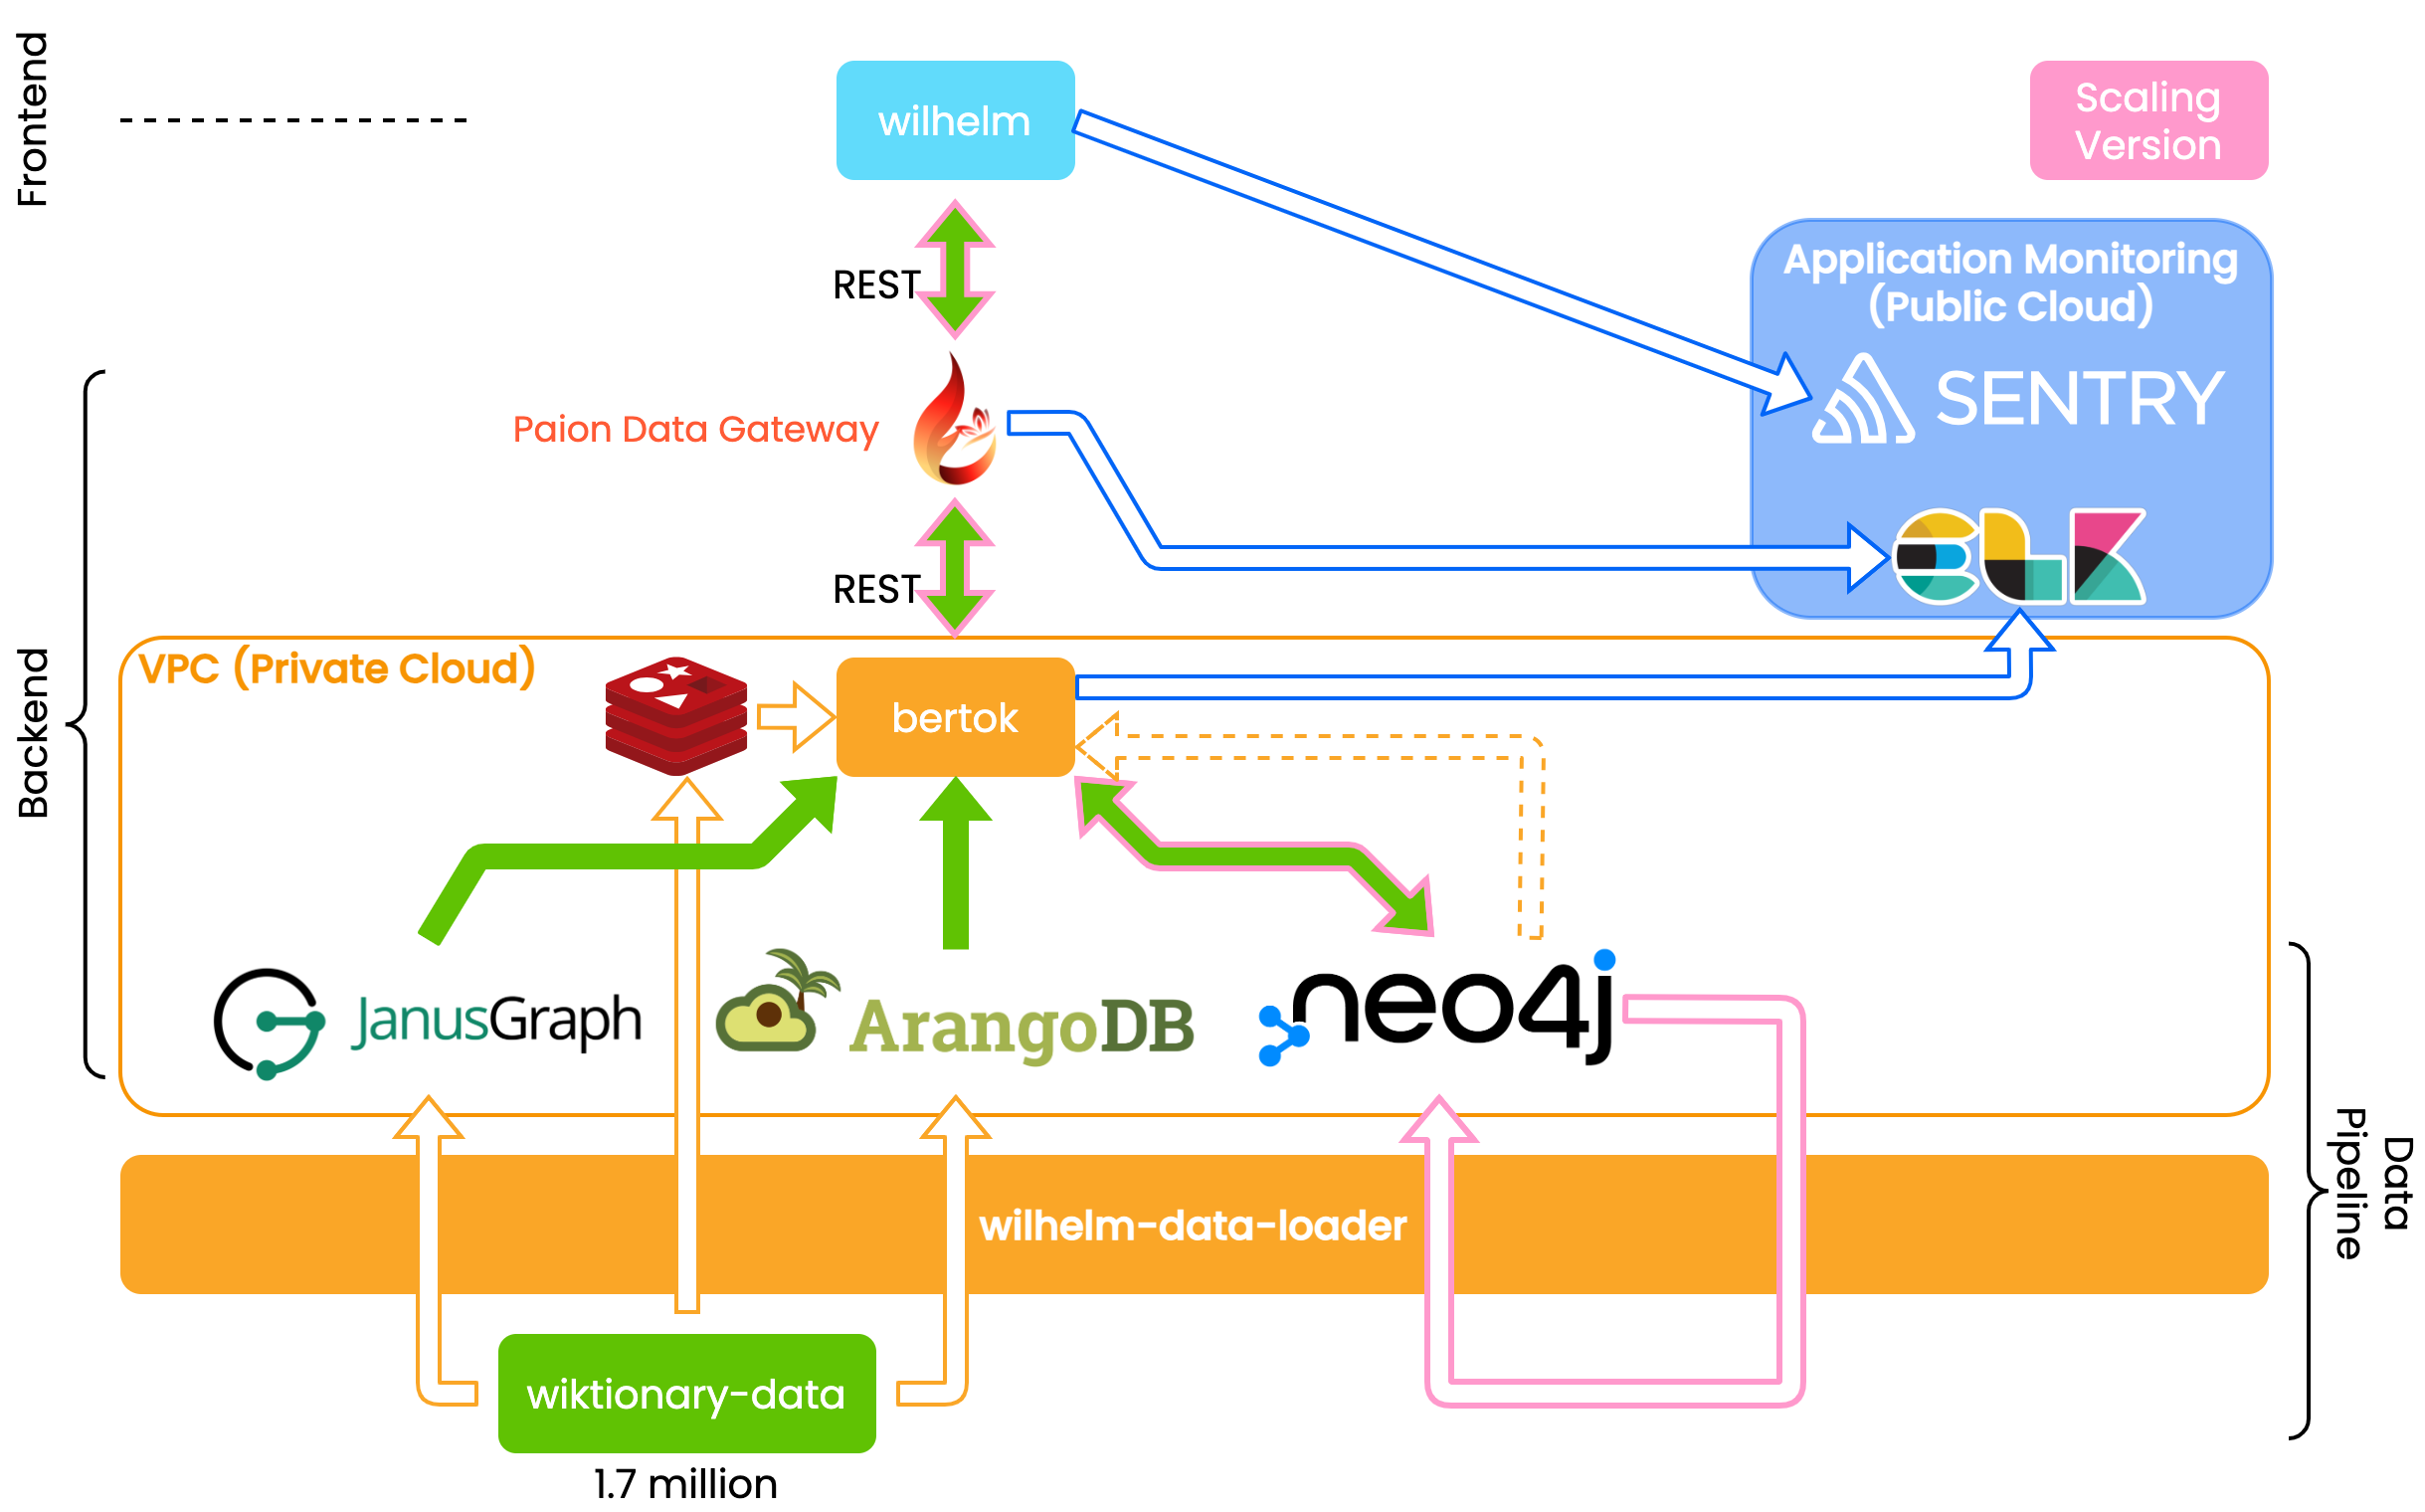 Frontend
wilhelm
Scaling
Version
REST
Application Monitoring
(Public Cloud)
SENTRY
Paion Data Gateway
ELK
REST
Backend
VPC (Private Cloud)
bertok
JanusGraph
ArangoDB
neo4j
Data
Pipeline
wilhelm-data-loader
wiktionary-data
1.7 million